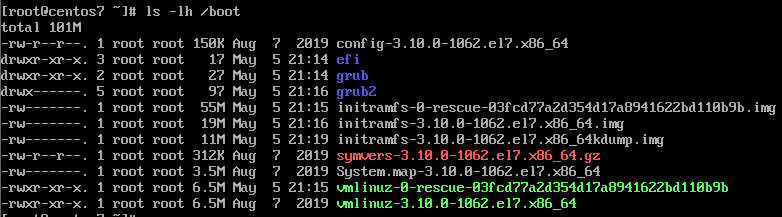 [root@centos7 ~]# ls -lh /boot
total 101M
-rw-r--r--. 1 root root 150K Aug  7  2019 config-3.10.0-1062.el7.x86_64
drwxr-xr-x. 3 root root   17 May  5 21:14 efi
drwxr-xr-x. 2 root root   27 May  5 21:14 grub
drwx------. 5 root root   97 May  5 21:16 grub2
-rw-------. 1 root root  55M May  5 21:15 initramfs-0-rescue-03fcd77a2d354d17a8941622bd110b9b.img
-rw-------. 1 root root  19M May  5 21:16 initramfs-3.10.0-1062.el7.x86_64.img
-rw-------. 1 root root  11M May  5 21:19 initramfs-3.10.0-1062.el7.x86_64kdump.img
-rw-r--r--. 1 root root 312K Aug  7  2019 symvers-3.10.0-1062.el7.x86_64.gz
-rw-------. 1 root root 3.5M Aug  7  2019 System.map-3.10.0-1062.el7.x86_64
-rwxr-xr-x. 1 root root 6.5M May  5 21:15 vmlinuz-0-rescue-03fcd77a2d354d17a8941622bd110b9b
-rwxr-xr-x. 1 root root 6.5M Aug  7  2019 vmlinuz-3.10.0-1062.el7.x86_64
[root@centos7 ~]#